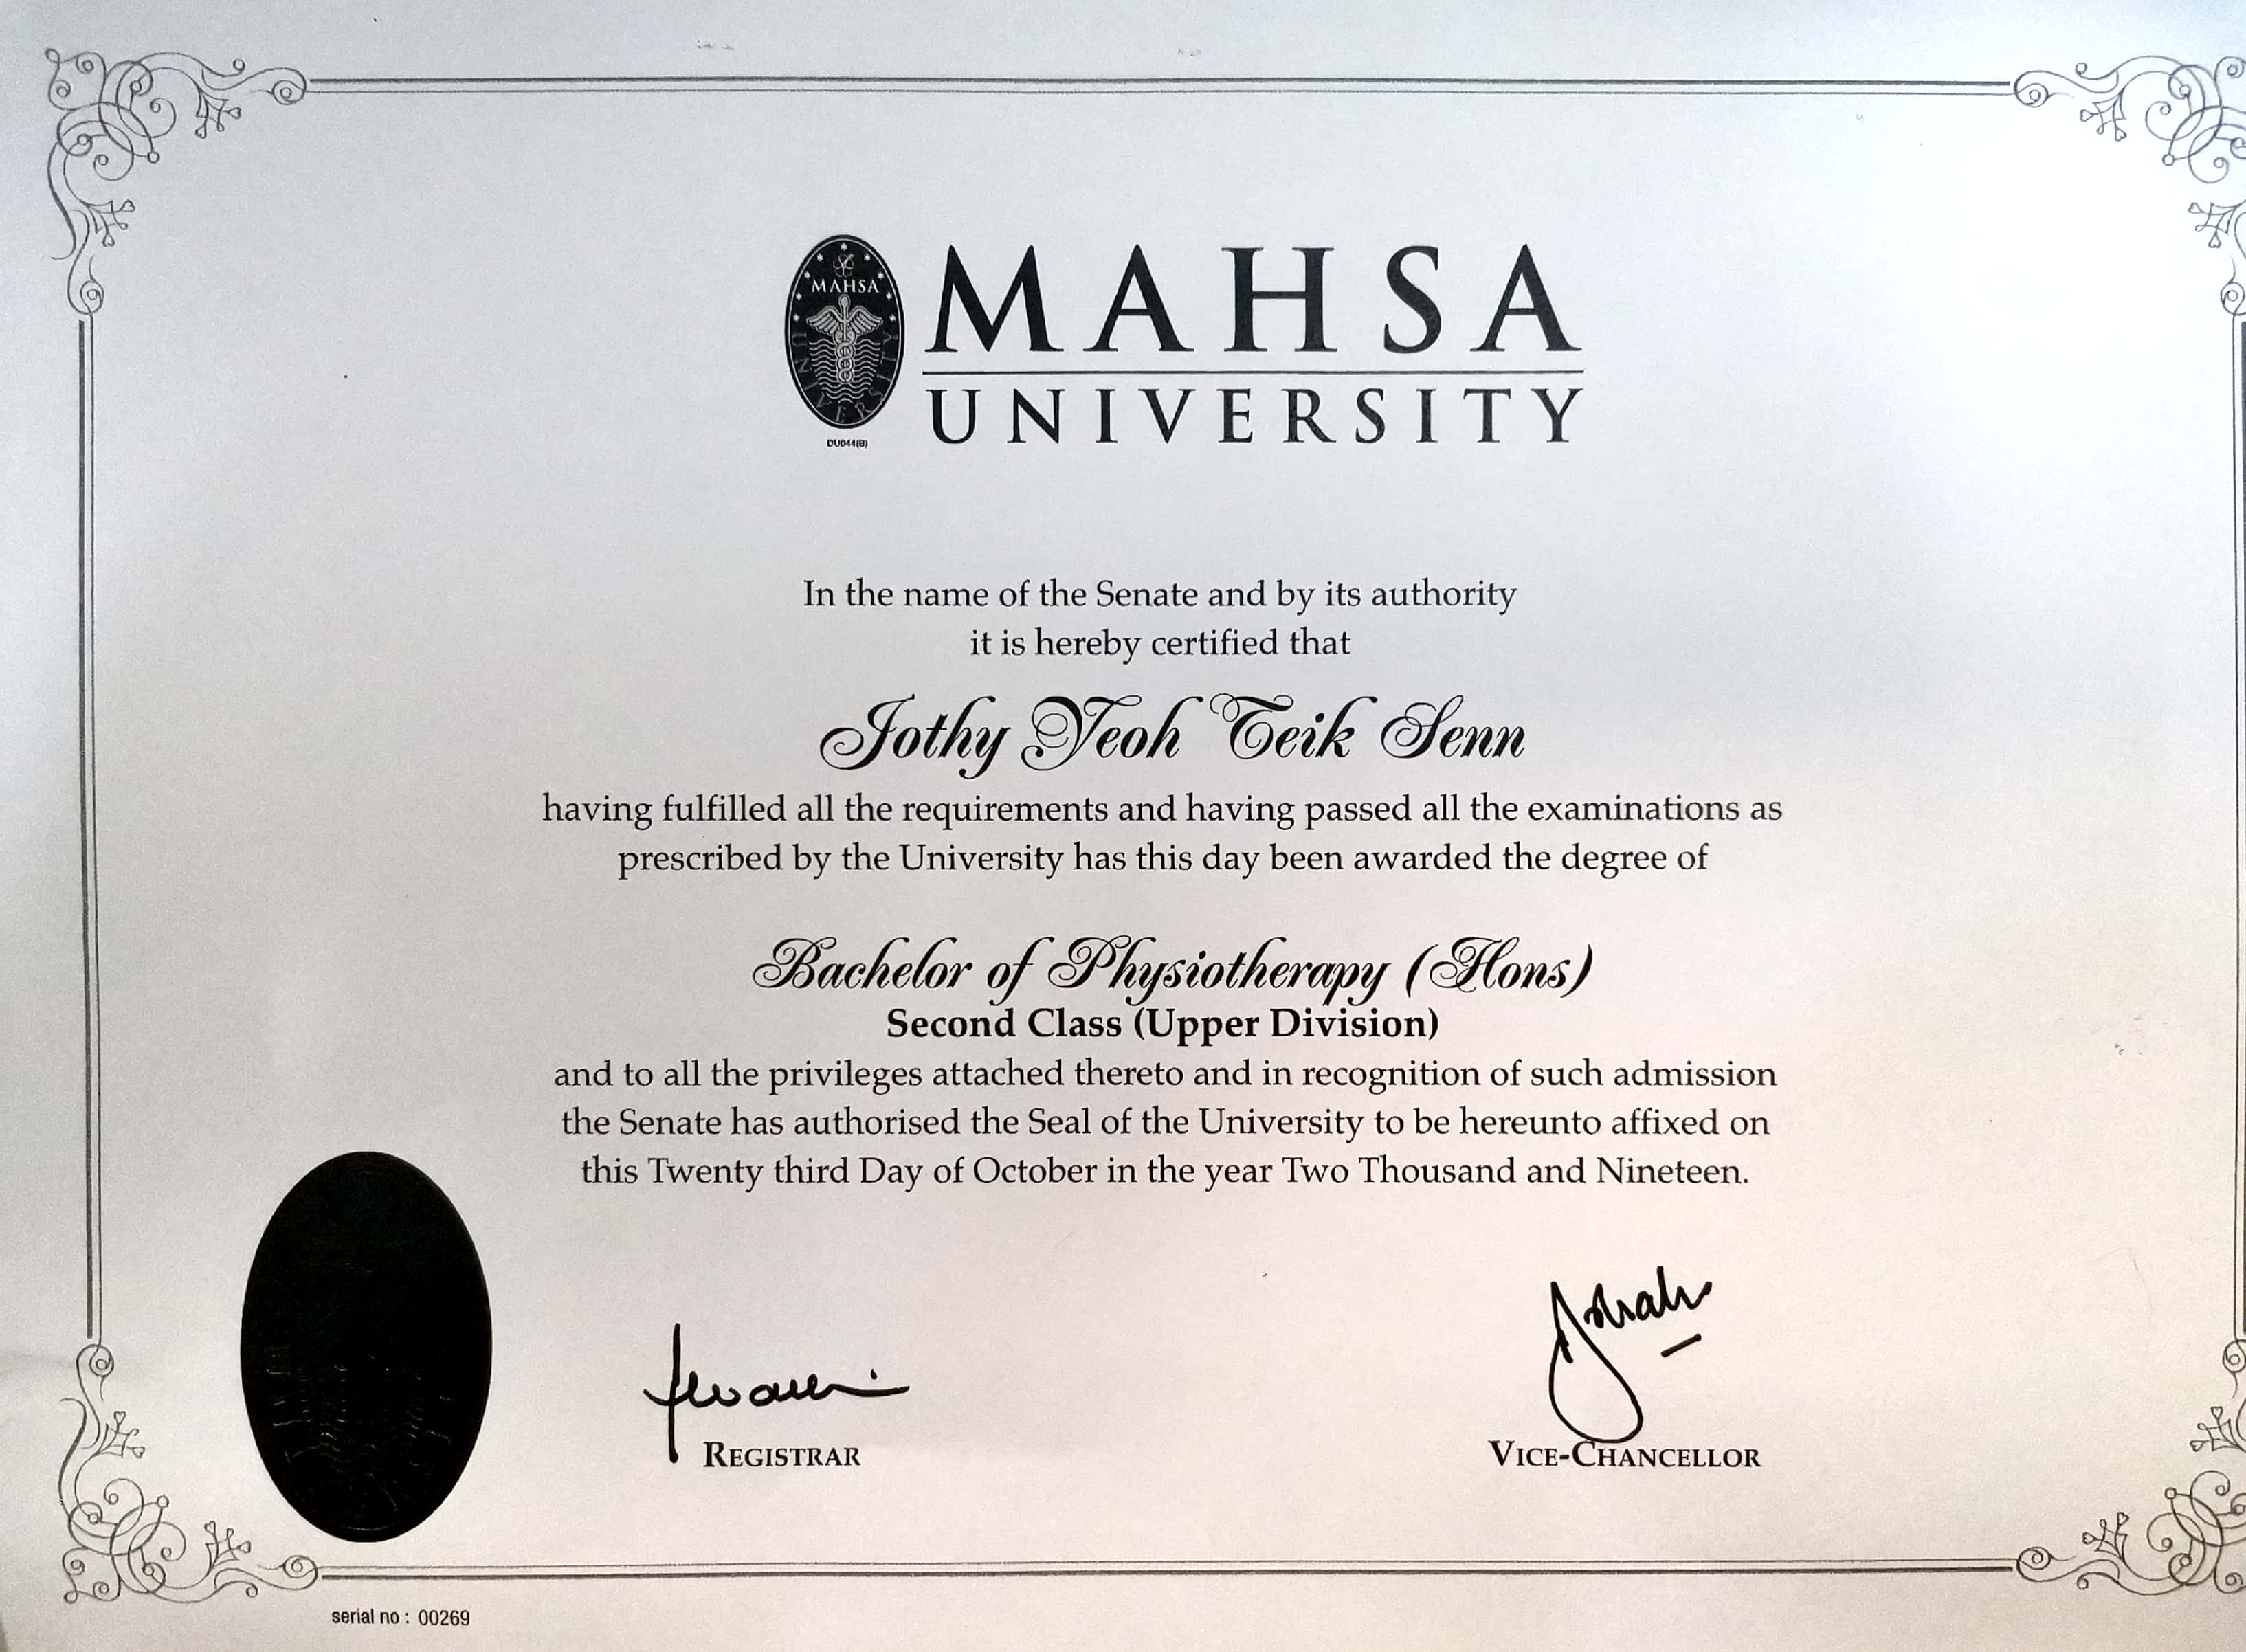 MAHSA
UNIVERSITY
DU044(B)
MAHSA
UNIVERSITY
In the name of the Senate and by its authority
it is hereby certified that
Jothy Yeoh Teik Senn
having fulfilled all the requirements and having passed all the examinations as
prescribed by the University has this day been awarded the degree of
Bachelor of Physiotherapy (Hons)
Second Class (Upper Division)
and to all the privileges attached thereto and in recognition of such admission
the Senate has authorised the Seal of the University to be hereunto affixed on
this Twenty third Day of October in the year Two Thousand and Nineteen.
REGISTRAR
VICE-CHANCELLOR
serial no : 00269